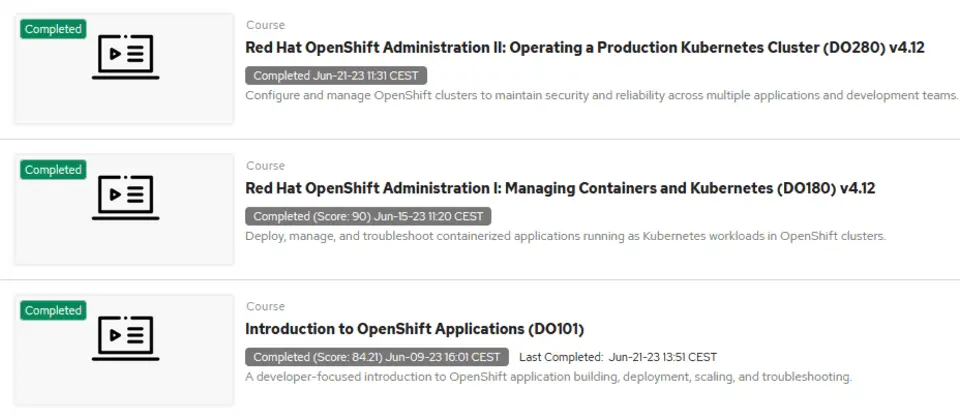 Completed
Course
Red Hat OpenShift Administration II: Operating a Production Kubernetes Cluster (DO280) v4.12
Completed Jun-21-23 11:31 CEST
Configure and manage OpenShift clusters to maintain security and reliability across multiple applications and development teams.
Completed
Course
Red Hat OpenShift Administration I: Managing Containers and Kubernetes (DO180) v4.12
Completed (Score: 90) Jun-15-23 11:20 CEST
Deploy, manage, and troubleshoot containerized applications running as Kubernetes workloads in OpenShift clusters.
Completed
Course
Introduction to OpenShift Applications (DO101)
Completed (Score: 84.21) Jun-09-23 16:01 CEST Last Completed: Jun-21-23 13:51 CEST
A developer-focused introduction to OpenShift application building, deployment, scaling, and troubleshooting.